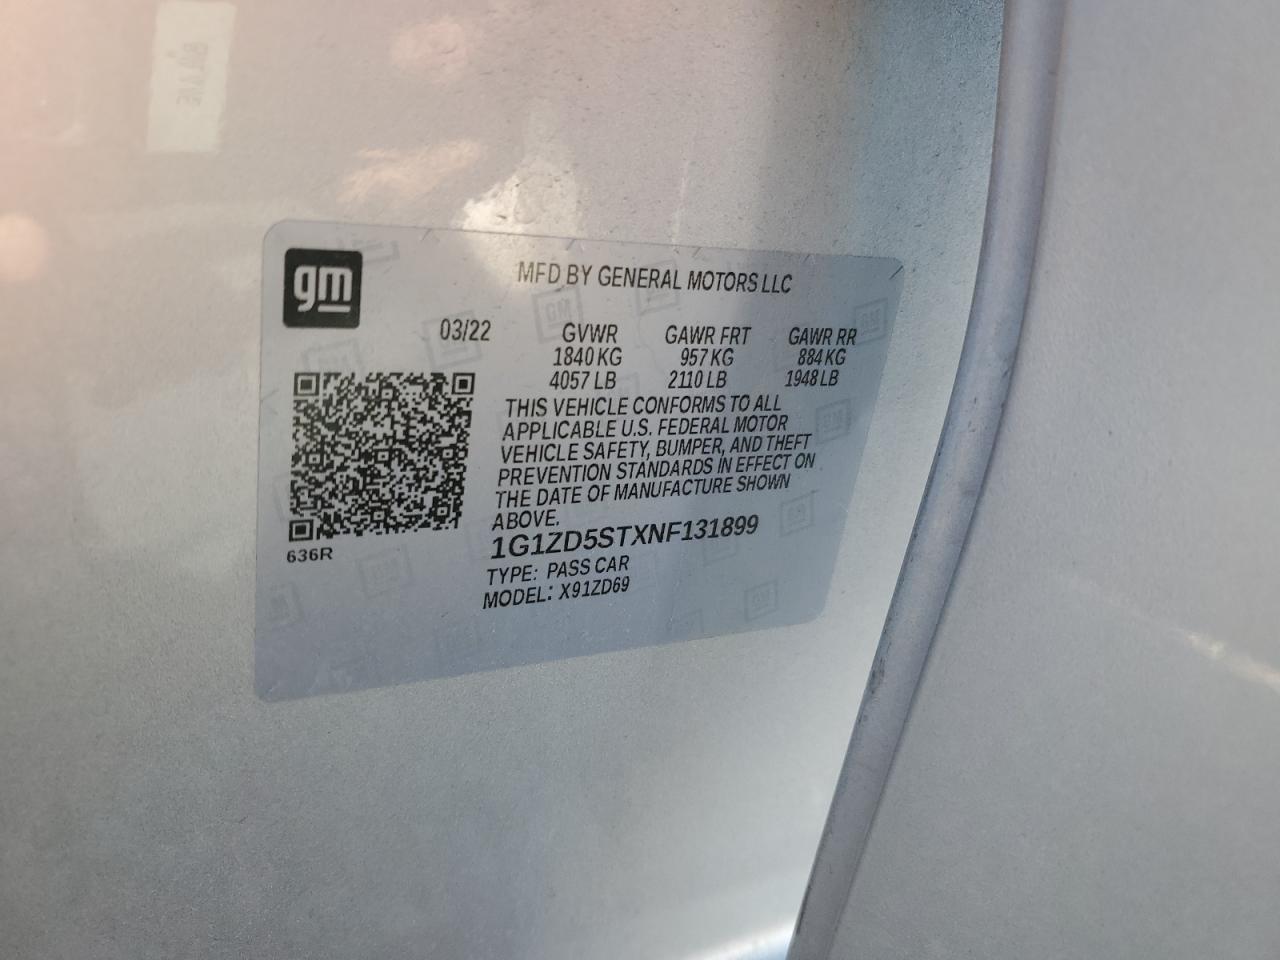 gm
MFD BY GENERAL MOTORS LLC
03/22 GVWR GAWR FRT GAWR RR
1840 KG 957 KG 884 KG
4057 LB 2110 LB 1948 LB
THIS VEHICLE CONFORMS TO ALL
APPLICABLE U.S. FEDERAL MOTOR
VEHICLE SAFETY, BUMPER, AND THEFT
PREVENTION STANDARDS IN EFFECT ON
THE DATE OF MANUFACTURE SHOWN
ABOVE.
636R
1G1ZD5STXNF131899
TYPE: PASS CAR
MODEL: X91ZD69